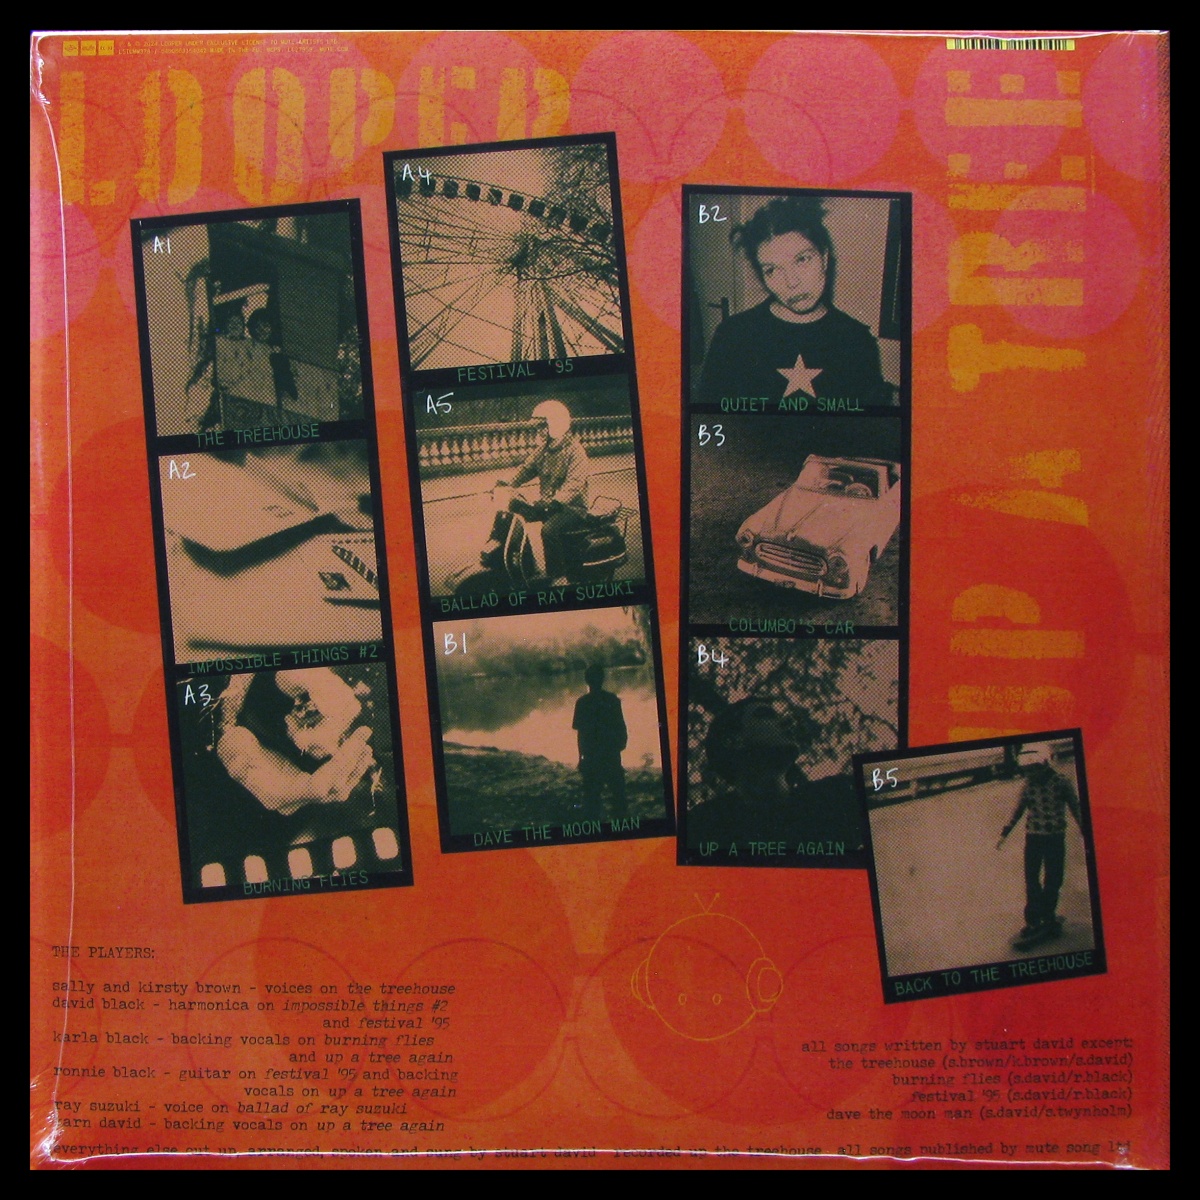 LOOPER
UP A TREE
A1
THE TREEHOUSE
A2
IMPOSSIBLE THINGS #2
A3
BURNING FLIES
A4
FESTIVAL '95
A5
BALLAD OF RAY SUZUKI
B1
DAVE THE MOON MAN
B2
QUIET AND SMALL
B3
COLUMBO'S CAR
B4
UP A TREE AGAIN
B5
BACK TO THE TREEHOUSE
THE PLAYERS:
sally and kirsty brown - voices on the treehouse
david black - harmonica on impossible things #2
and festival '95
karla black - backing vocals on burning flies
and up a tree again
ronnie black - guitar on festival '95 and backing
vocals on up a tree again
ray suzuki - voice on ballad of ray suzuki
karn david - backing vocals on up a tree again
all songs written by stuart david except:
the treehouse (s.brown/k.brown/s.david)
burning flies (s.david/r.black)
festival '95 (s.david/r.black)
dave the moon man (s.david/s.twynholm)
everything else cut up, arranged, spoken and sung by stuart david recorded up the treehouse. all songs published by mute song ltd